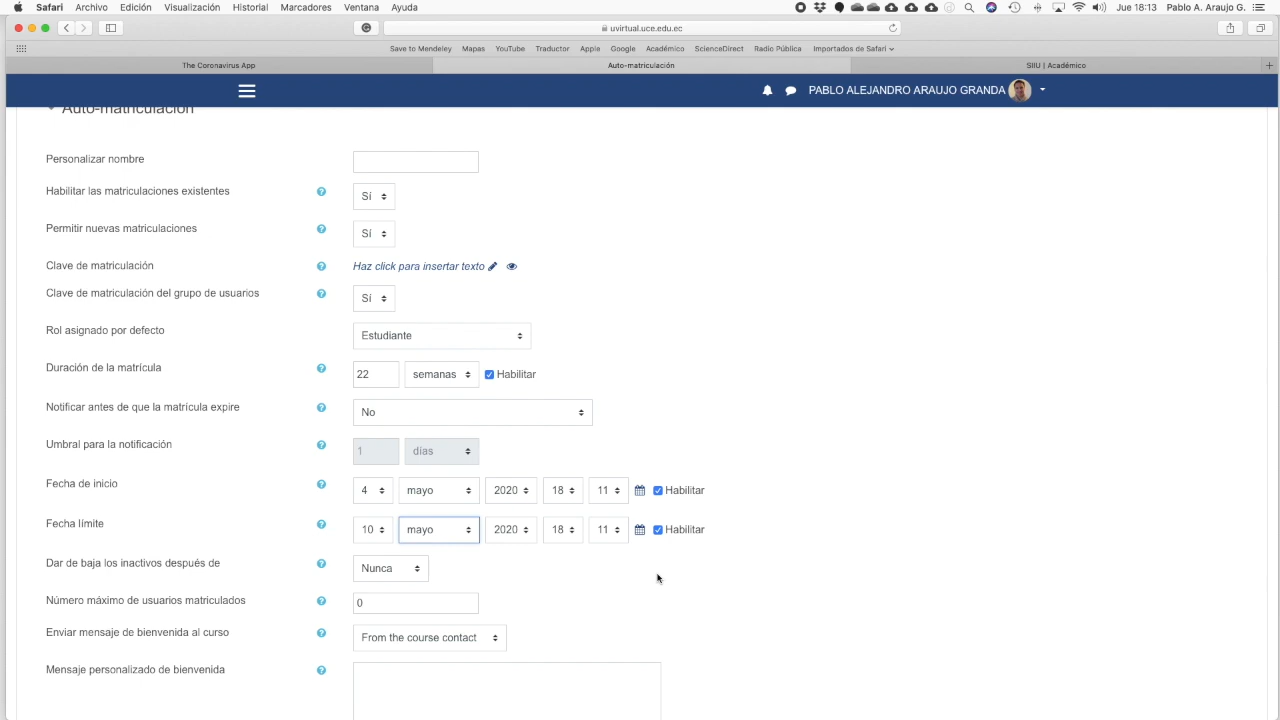 Safari Archivo Edición Visualización Historial Marcadores Ventana Ayuda Jue 18:13 Pablo A. Araujo G.
uvirtual.uce.edu.ec
Save to Mendeley Mapas YouTube Traductor Apple Google Académico ScienceDirect Radio Pública Importados de Safari
The Coronavirus App Auto-matriculación SIIU | Académico
PABLO ALEJANDRO ARAUJO GRANDA
Auto-matriculación
Personalizar nombre
Habilitar las matriculaciones existentes ? Sí
Permitir nuevas matriculaciones ? Sí
Clave de matriculación ? Haz click para insertar texto
Clave de matriculación del grupo de usuarios ? Sí
Rol asignado por defecto ? Estudiante
Duración de la matrícula ? 22 semanas Habilitar
Notificar antes de que la matrícula expire ? No
Umbral para la notificación ? 1 días
Fecha de inicio ? 4 mayo 2020 18 11 Habilitar
Fecha límite ? 10 mayo 2020 18 11 Habilitar
Dar de baja los inactivos después de ? Nunca
Número máximo de usuarios matriculados ? 0
Enviar mensaje de bienvenida al curso ? From the course contact
Mensaje personalizado de bienvenida ?